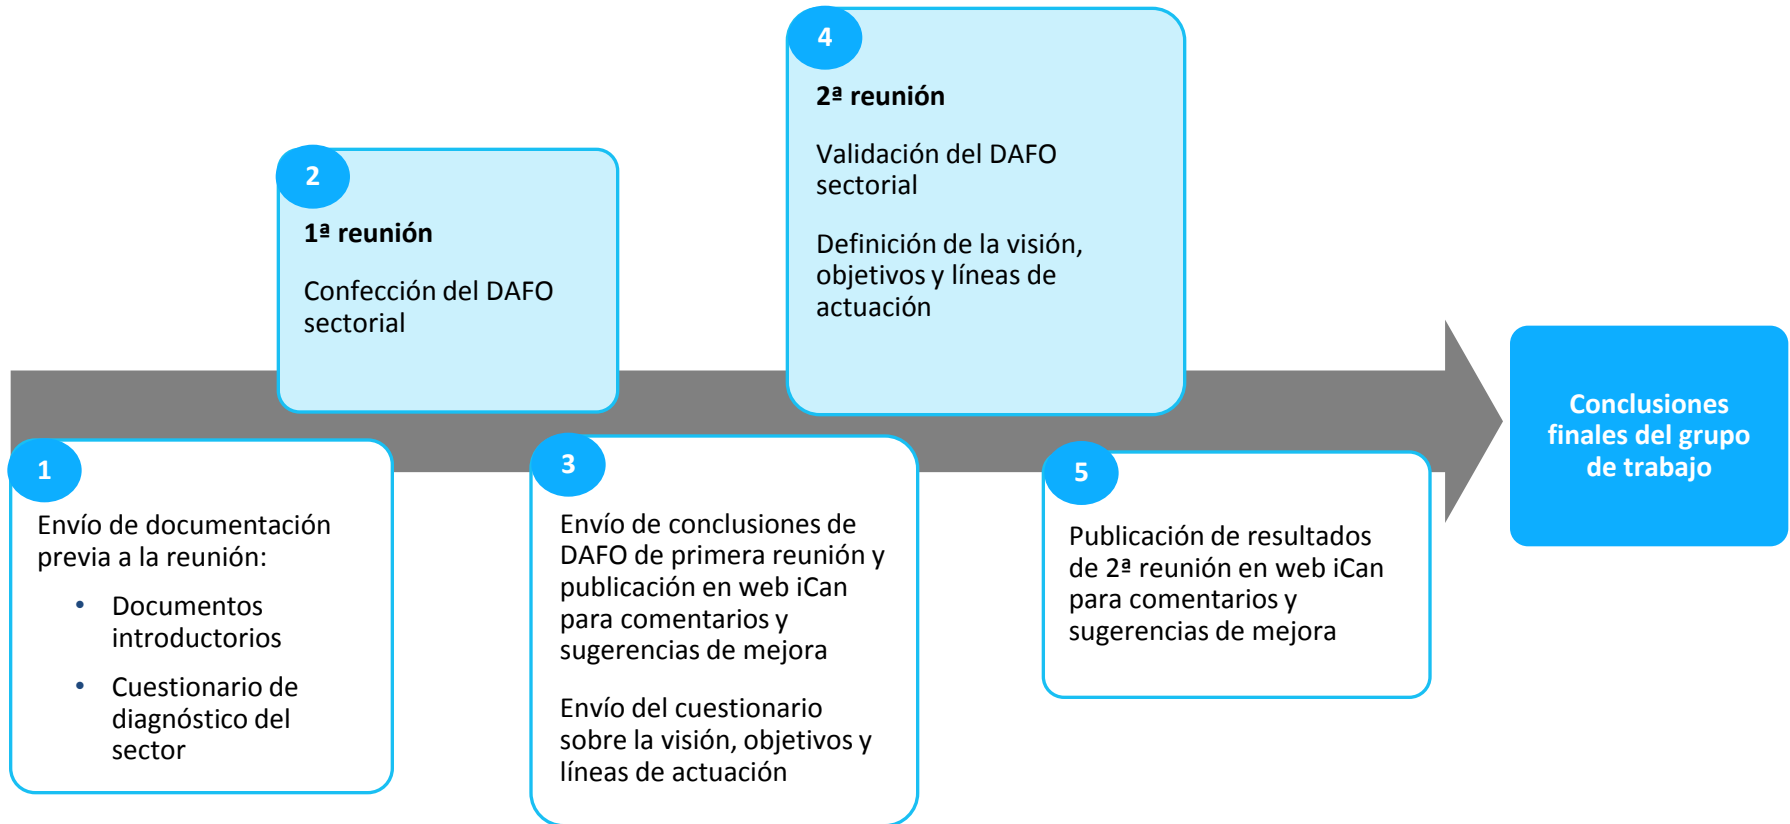 1
Envío de documentación
previa a la reunión:
• Documentos
introductorios
• Cuestionario de
diagnóstico del
sector
2
1ª reunión
Confección del DAFO
sectorial
3
Envío de conclusiones de
DAFO de primera reunión y
publicación en web iCan
para comentarios y
sugerencias de mejora
Envío del cuestionario
sobre la visión, objetivos y
líneas de actuación
4
2ª reunión
Validación del DAFO
sectorial
Definición de la visión,
objetivos y líneas de
actuación
5
Publicación de resultados
de 2ª reunión en web iCan
para comentarios y
sugerencias de mejora
Conclusiones
finales del grupo
de trabajo